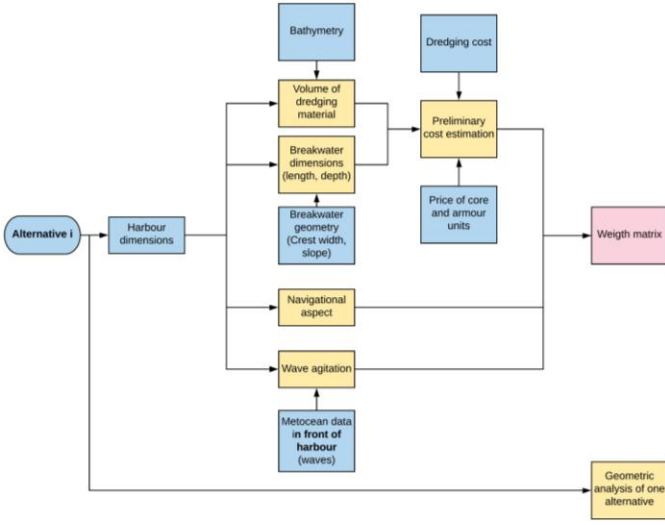 Bathymetry
Dredging cost
Volume of
dredging
material
Preliminary
cost estimation
Breakwater
dimensions
(length, depth)
Price of core
and armour
units
Breakwater
geometry
(Crest width,
slope)
Alternative i
Harbour
dimensions
Weigth matrix
Navigational
aspect
Wave agitation
Metocean data
in front of
harbour
(waves)
Geometric
analysis of one
alternative